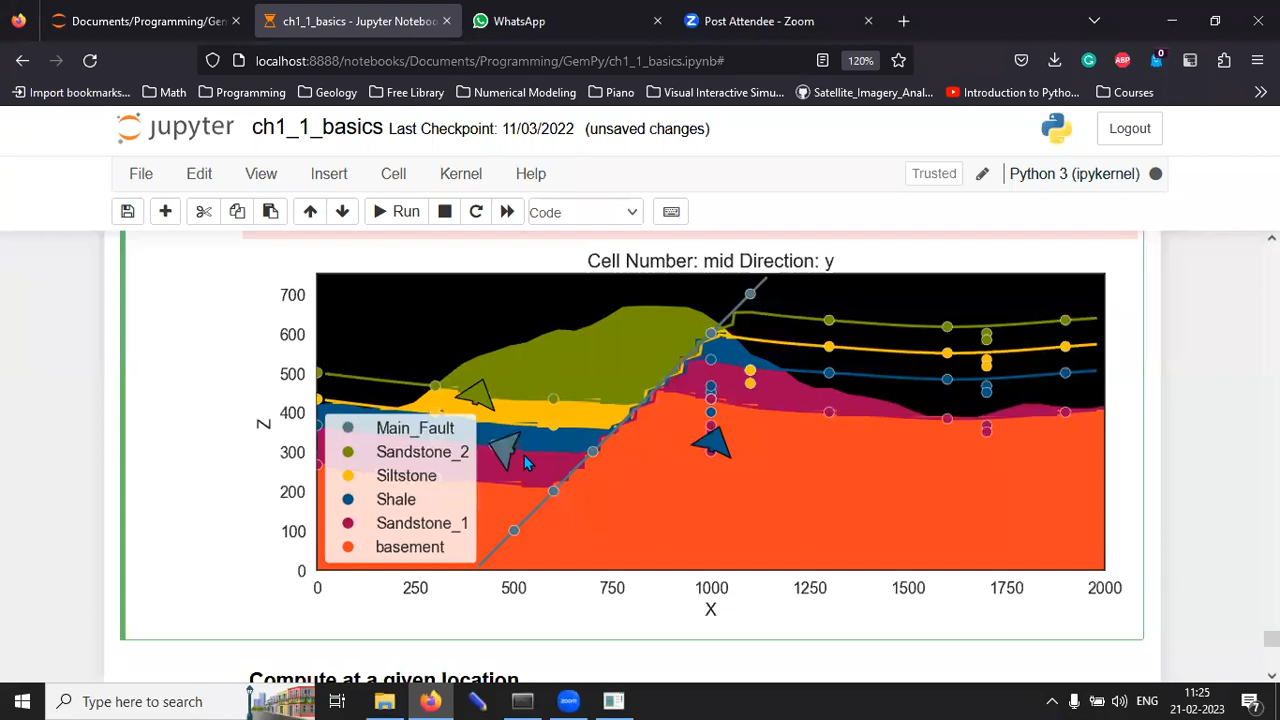 Documents/Programming/Gem
ch1_1_basics - Jupyter Noteboo
WhatsApp
Post Attendee - Zoom
localhost:8888/notebooks/Documents/Programming/GemPy/ch1_1_basics.ipynb#
120%
ABP
0
Import bookmarks...
Math
Programming
Geology
Free Library
Numerical Modeling
Piano
Visual Interactive Simu...
Satellite_Imagery_Anal...
Introduction to Pytho...
Courses
jupyter
ch1_1_basics Last Checkpoint: 11/03/2022 (unsaved changes)
Logout
File
Edit
View
Insert
Cell
Kernel
Help
Trusted
Python 3 (ipykernel)
Run
Code
Cell Number: mid Direction: y
700
600
500
400
300
200
100
0
Z
Main_Fault
Sandstone_2
Siltstone
Shale
Sandstone_1
basement
0
250
500
750
1000
1250
1500
1750
2000
X
Compute at a given location
Type here to search
ENG
11:25
21-02-2023
7